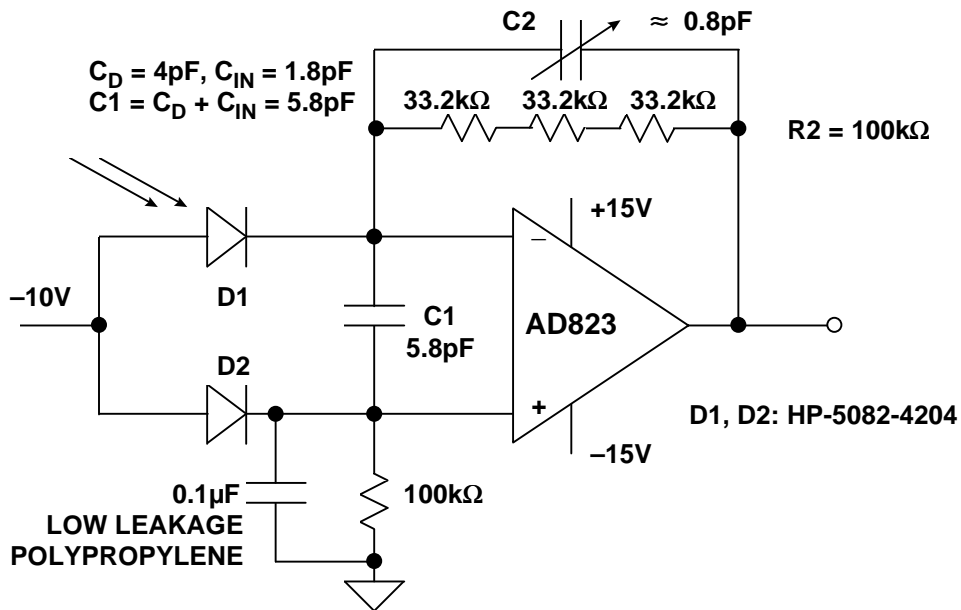 C2
≈ 0.8pF
C_D = 4pF, C_IN = 1.8pF
C1 = C_D + C_IN = 5.8pF
33.2kΩ 33.2kΩ 33.2kΩ
R2 = 100kΩ
+15V
–
–10V
D1
C1
5.8pF
AD823
D2
+
D1, D2: HP-5082-4204
–15V
0.1µF
LOW LEAKAGE
POLYPROPYLENE
100kΩ